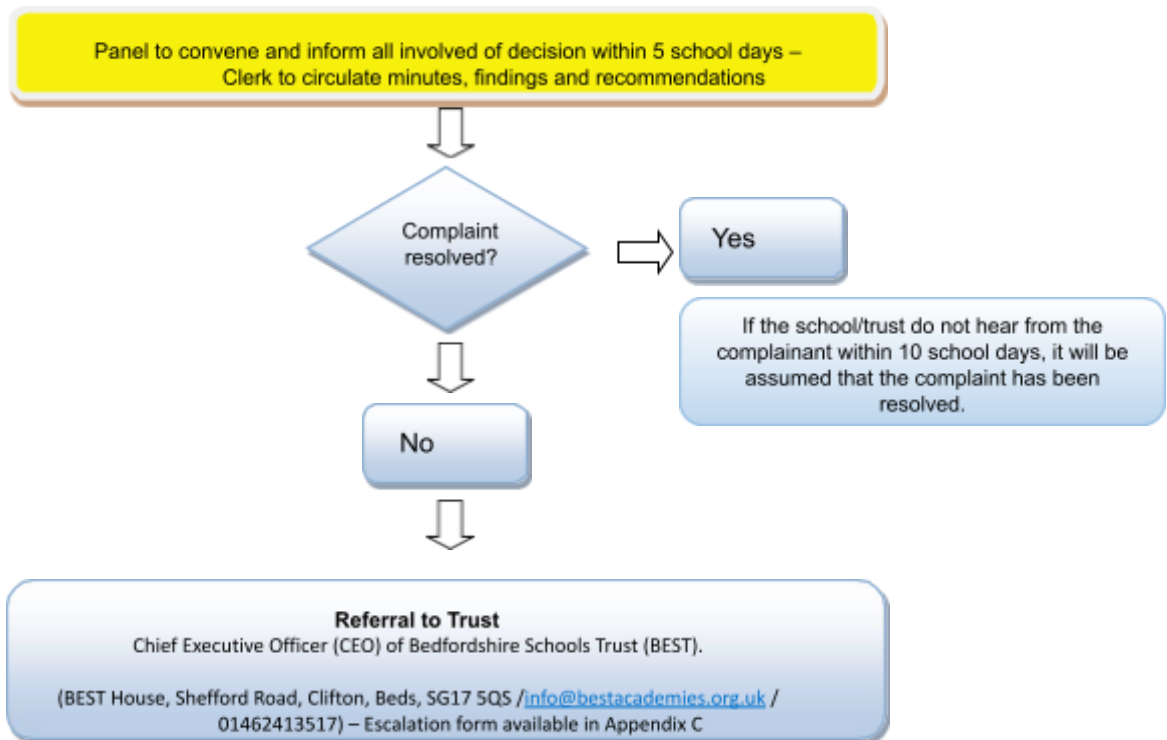 Panel to convene and inform all involved of decision within 5 school days –
Clerk to circulate minutes, findings and recommendations
Complaint
resolved?
Yes
If the school/trust do not hear from the
complainant within 10 school days, it will be
assumed that the complaint has been
resolved.
No
Referral to Trust
Chief Executive Officer (CEO) of Bedfordshire Schools Trust (BEST).
(BEST House, Shefford Road, Clifton, Beds, SG17 5QS /info@bestacademies.org.uk /
01462413517) – Escalation form available in Appendix C